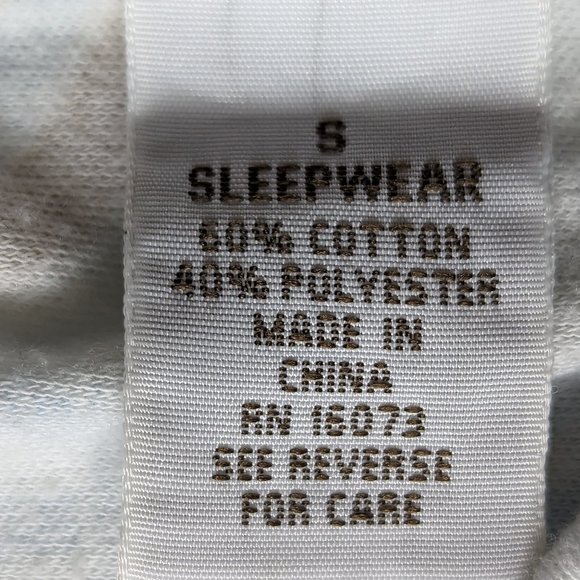 S
SLEEPWEAR
60% COTTON
40% POLYESTER
MADE IN
CHINA
RN 16073
SEE REVERSE
FOR CARE